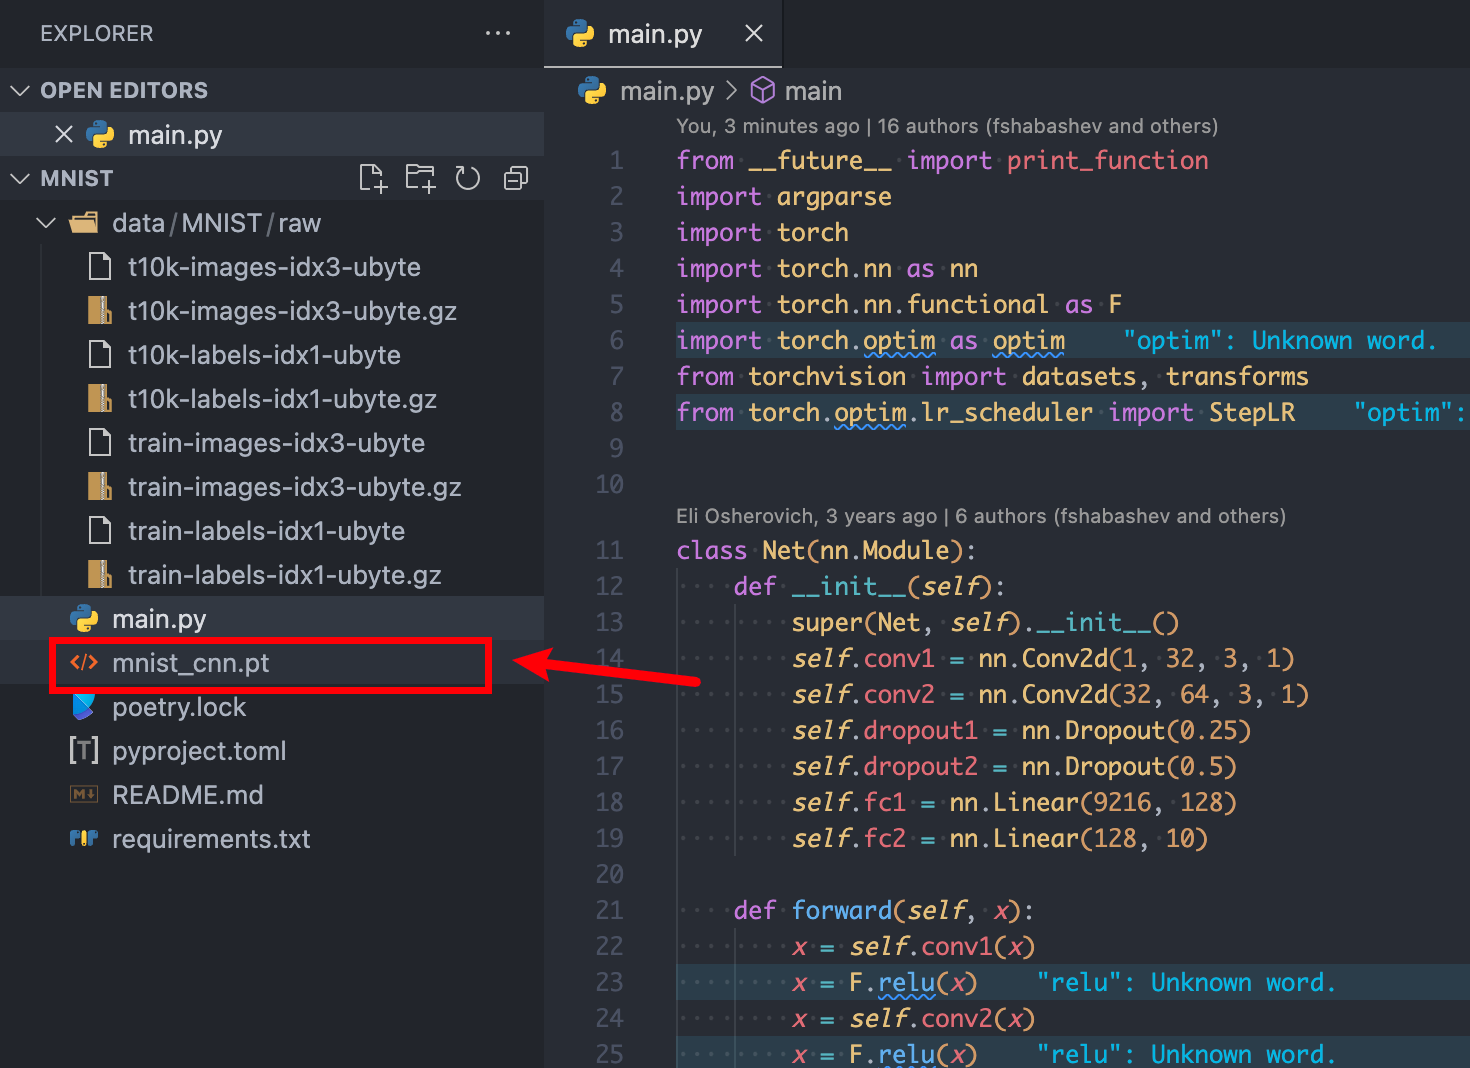 EXPLORER
OPEN EDITORS
main.py
MNIST
data/MNIST/raw
t10k-images-idx3-ubyte
t10k-images-idx3-ubyte.gz
t10k-labels-idx1-ubyte
t10k-labels-idx1-ubyte.gz
train-images-idx3-ubyte
train-images-idx3-ubyte.gz
train-labels-idx1-ubyte
train-labels-idx1-ubyte.gz
main.py
mnist_cnn.pt
poetry.lock
pyproject.toml
README.md
requirements.txt
main.py
main.py > main
You, 3 minutes ago | 16 authors (fshabashev and others)
1 from __future__ import print_function
2 import argparse
3 import torch
4 import torch.nn as nn
5 import torch.nn.functional as F
6 import torch.optim as optim "optim": Unknown word.
7 from torchvision import datasets, transforms
8 from torch.optim.lr_scheduler import StepLR "optim":
9
10
Eli Osherovich, 3 years ago | 6 authors (fshabashev and others)
11 class Net(nn.Module):
12 def __init__(self):
13 super(Net, self).__init__()
14 self.conv1 = nn.Conv2d(1, 32, 3, 1)
15 self.conv2 = nn.Conv2d(32, 64, 3, 1)
16 self.dropout1 = nn.Dropout(0.25)
17 self.dropout2 = nn.Dropout(0.5)
18 self.fc1 = nn.Linear(9216, 128)
19 self.fc2 = nn.Linear(128, 10)
20
21 def forward(self, x):
22 x = self.conv1(x)
23 x = F.relu(x) "relu": Unknown word.
24 x = self.conv2(x)
25 x = F.relu(x) "relu": Unknown word.